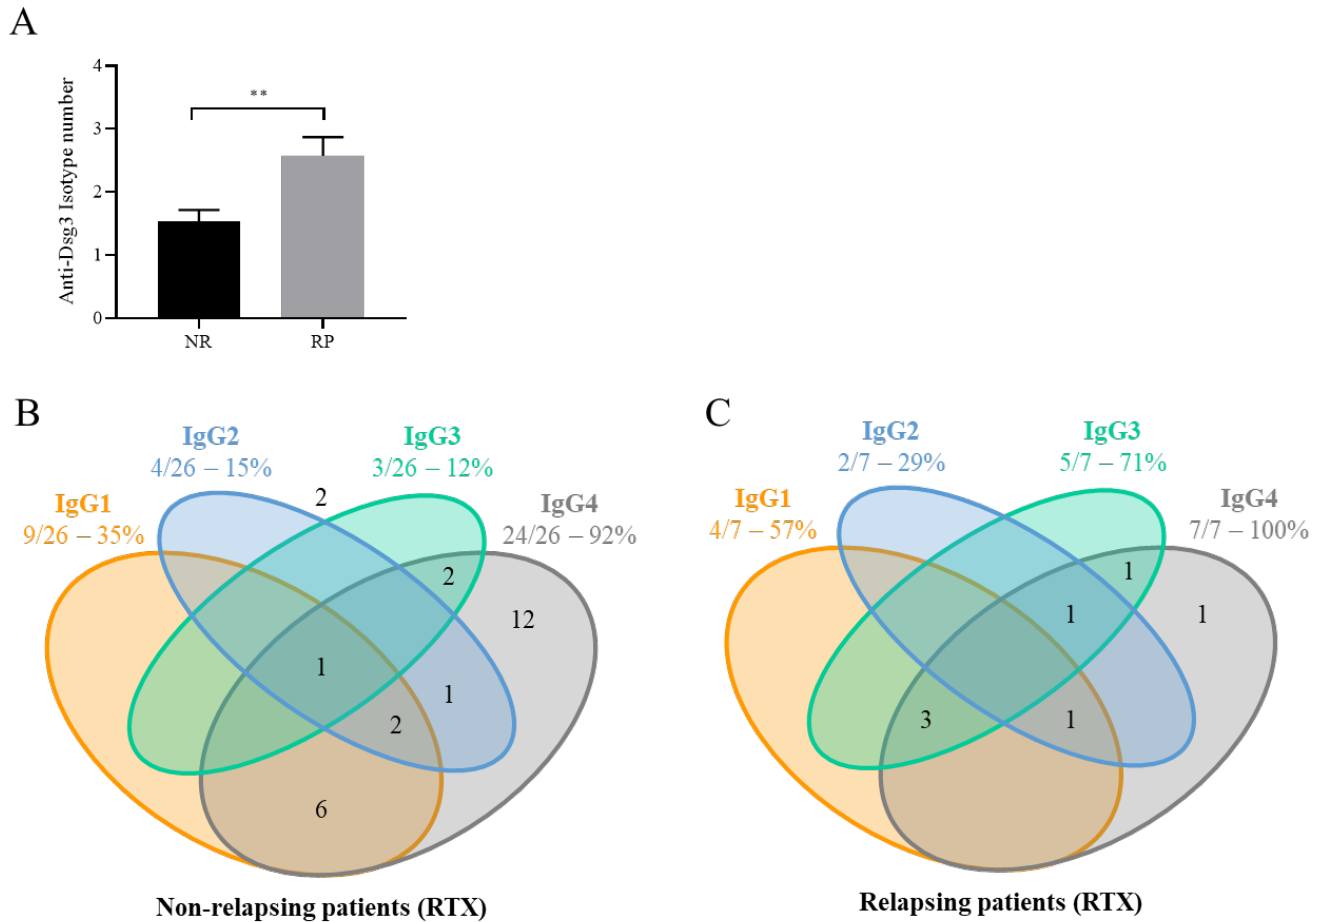 A
Anti-Dsg3 Isotype number
4
3
2
1
0
**
NR
RP
B
IgG2
4/26 – 15%
IgG3
3/26 – 12%
IgG1
9/26 – 35%
IgG4
24/26 – 92%
2
2
12
1
1
2
6
Non-relapsing patients (RTX)
C
IgG2
2/7 – 29%
IgG3
5/7 – 71%
IgG1
4/7 – 57%
IgG4
7/7 – 100%
1
1
1
3
1
Relapsing patients (RTX)